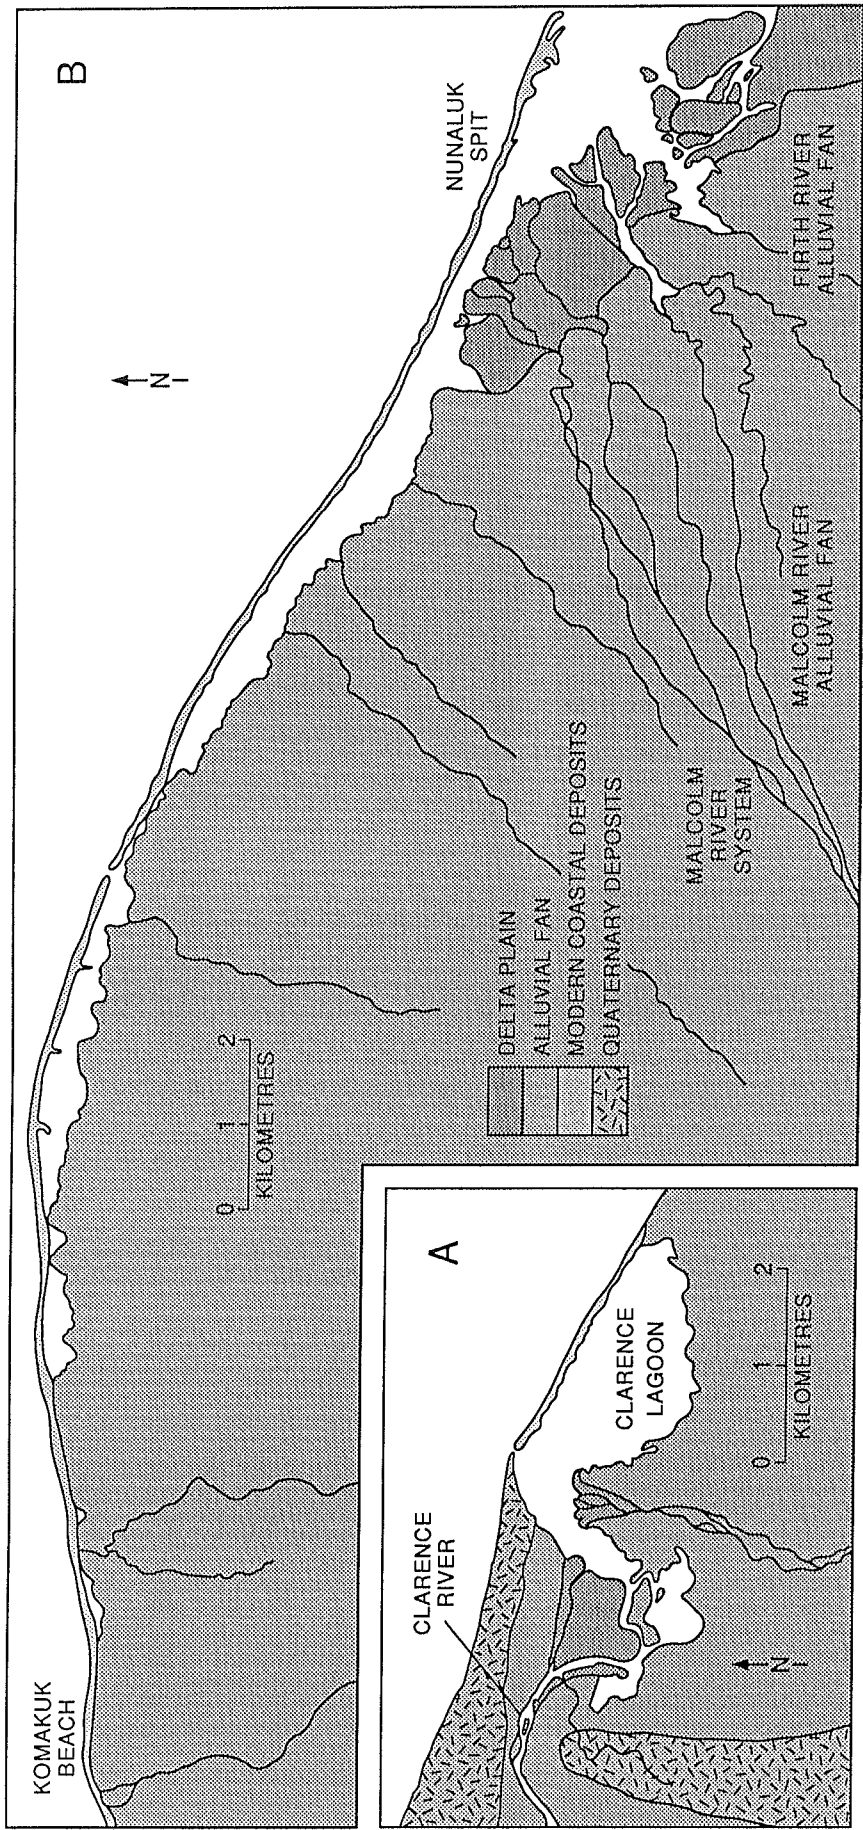 B
KOMAKUK
BEACH
NUNALUK
SPIT
N
0 1 2
KILOMETRES
DELTA PLAIN
ALLUVIAL FAN
MODERN COASTAL DEPOSITS
QUATERNARY DEPOSITS
MALCOLM
RIVER
SYSTEM
MALCOLM RIVER
ALLUVIAL FAN
FIRTH RIVER
ALLUVIAL FAN
A
CLARENCE
RIVER
CLARENCE
LAGOON
N
0 1 2
KILOMETRES